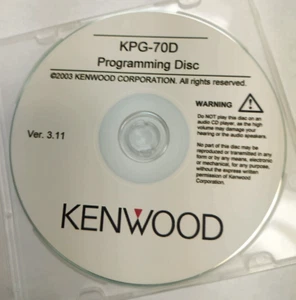 KPG-70D
Programming Disc
©2003 KENWOOD CORPORATION. All rights reserved.
WARNING
Do NOT play this disc on an
audio CD player, as the high
volume may damage your
hearing or the audio speakers.
Ver. 3.11
No part of this disc may be
reproduced or transmitted in any
form or by any means, electronic
or mechanical, for any purpose,
without the express written
permission of Kenwood
Corporation.
KENWOOD